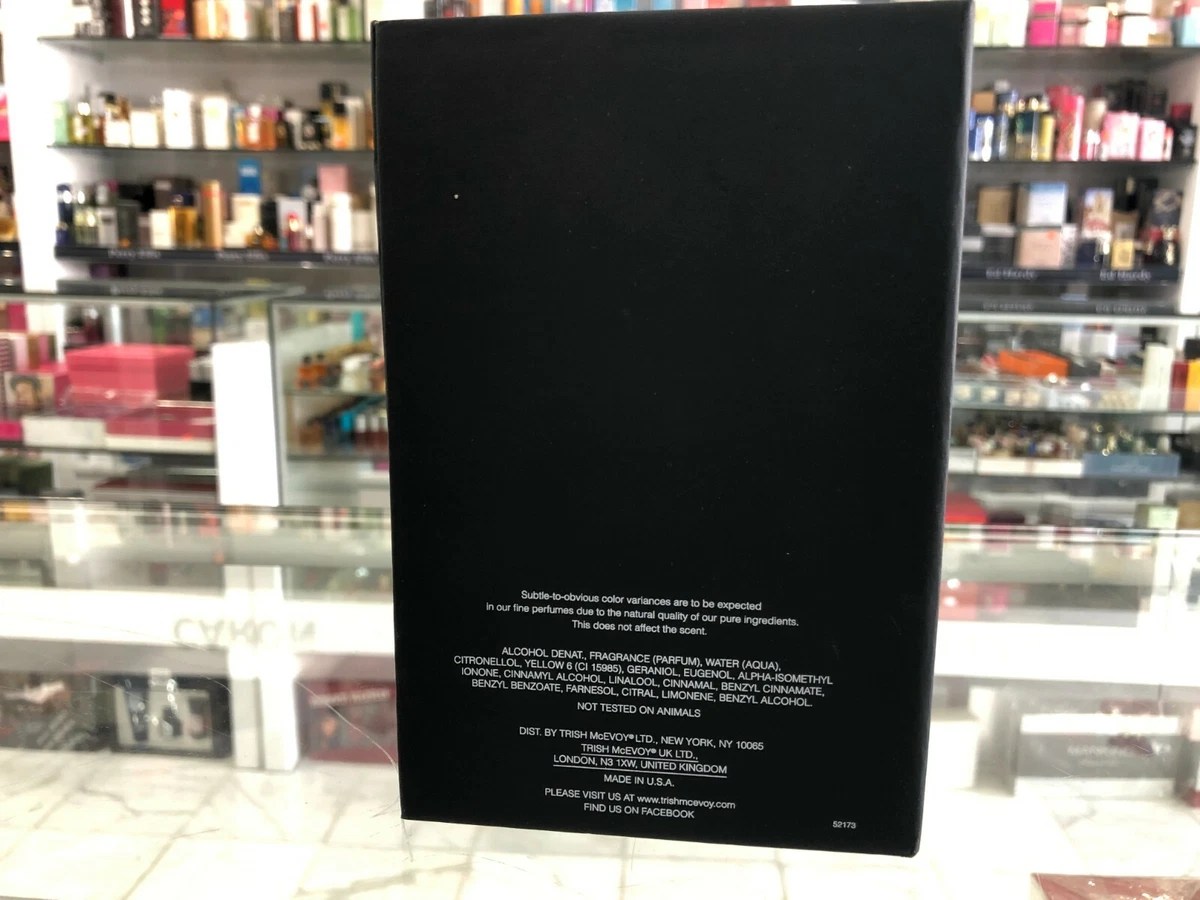 Subtle-to-obvious color variances are to be expected
in our fine perfumes due to the natural quality of our pure ingredients.
This does not affect the scent.
ALCOHOL DENAT., FRAGRANCE (PARFUM), WATER (AQUA),
CITRONELLOL, YELLOW 6 (CI 15985), GERANIOL, EUGENOL, ALPHA-ISOMETHYL
IONONE, CINNAMYL ALCOHOL, LINALOOL, CINNAMAL, BENZYL CINNAMATE,
BENZYL BENZOATE, FARNESOL, CITRAL, LIMONENE, BENZYL ALCOHOL.
NOT TESTED ON ANIMALS
DIST. BY TRISH McEVOY® LTD., NEW YORK, NY 10065
TRISH McEVOY® UK LTD.,
LONDON, N3 1XW, UNITED KINGDOM
MADE IN U.S.A.
PLEASE VISIT US AT www.trishmcevoy.com
FIND US ON FACEBOOK
52173